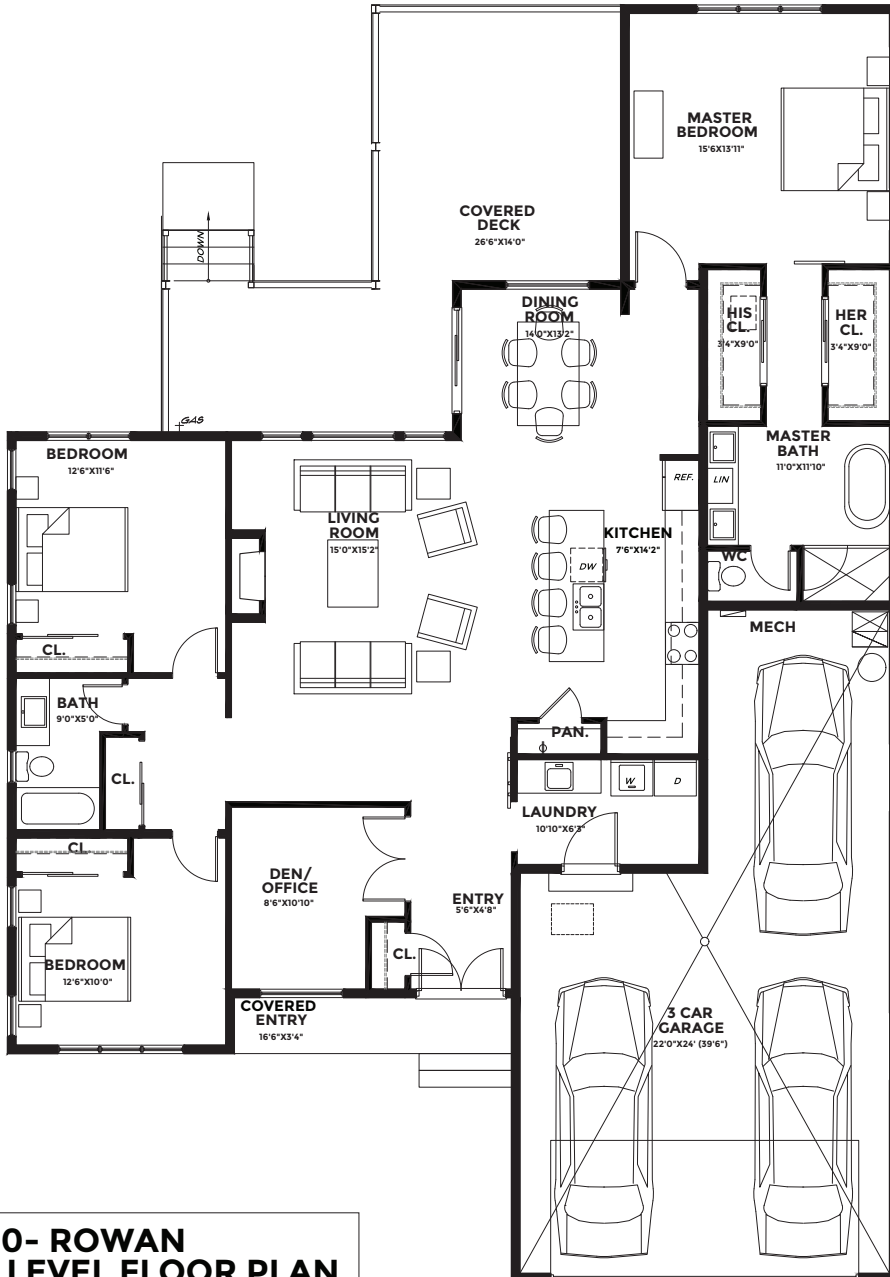 MASTER
BEDROOM
15'6X13'11"
COVERED
DECK
26'6"X14'0"
DOWN
DINING
ROOM
14'0"X13'2"
HIS
CL.
3'4"X9'0"
HER
CL.
3'4"X9'0"
GAS
BEDROOM
12'6"X11'6"
MASTER
BATH
11'0"X11'10"
LIN
REF.
LIVING
ROOM
15'0"X15'2"
KITCHEN
7'6"X14'2"
DW
WC
MECH
CL.
BATH
9'0"X5'0"
CL.
PAN.
W
D
LAUNDRY
10'10"X6'3"
CL.
DEN/
OFFICE
8'6"X10'10"
ENTRY
5'6"X4'8"
CL.
BEDROOM
12'6"X10'0"
COVERED
ENTRY
16'6"X3'4"
3 CAR
GARAGE
22'0"X24' (39'6")
0- ROWAN
LEVEL FLOOR PLAN